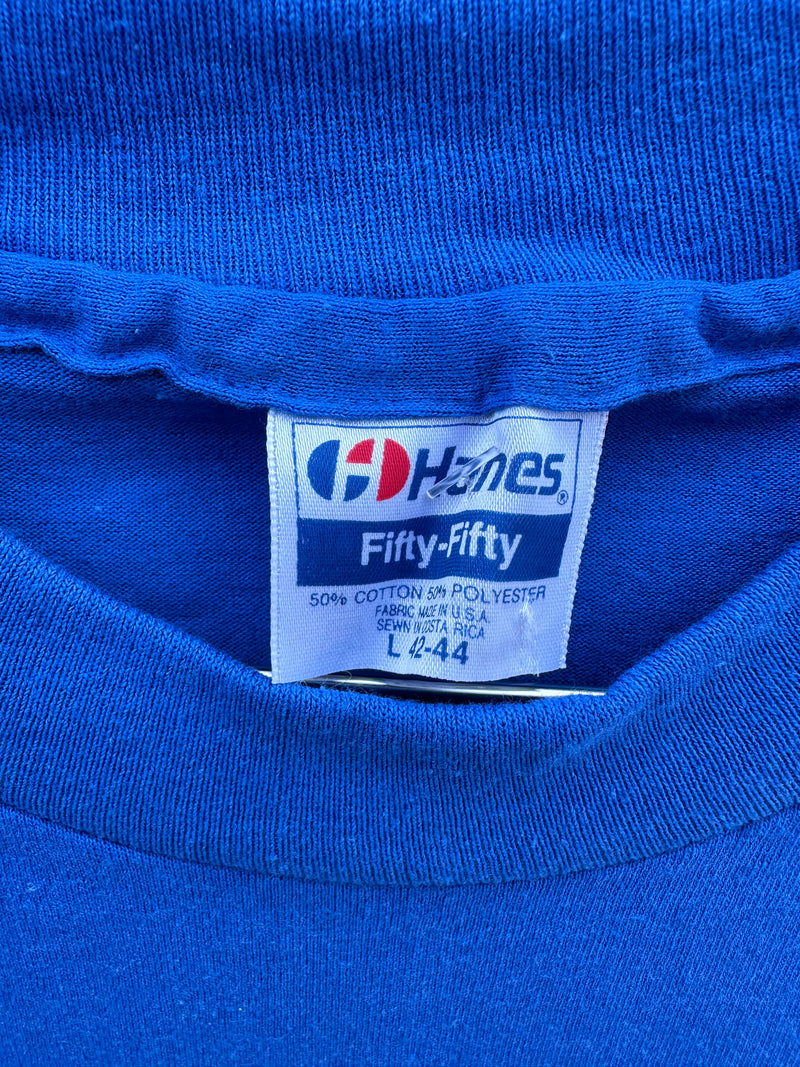 Hanes®
Fifty-Fifty
50% COTTON 50% POLYESTER
FABRIC MADE IN U.S.A.
SEWN IN COSTA RICA
L 42-44